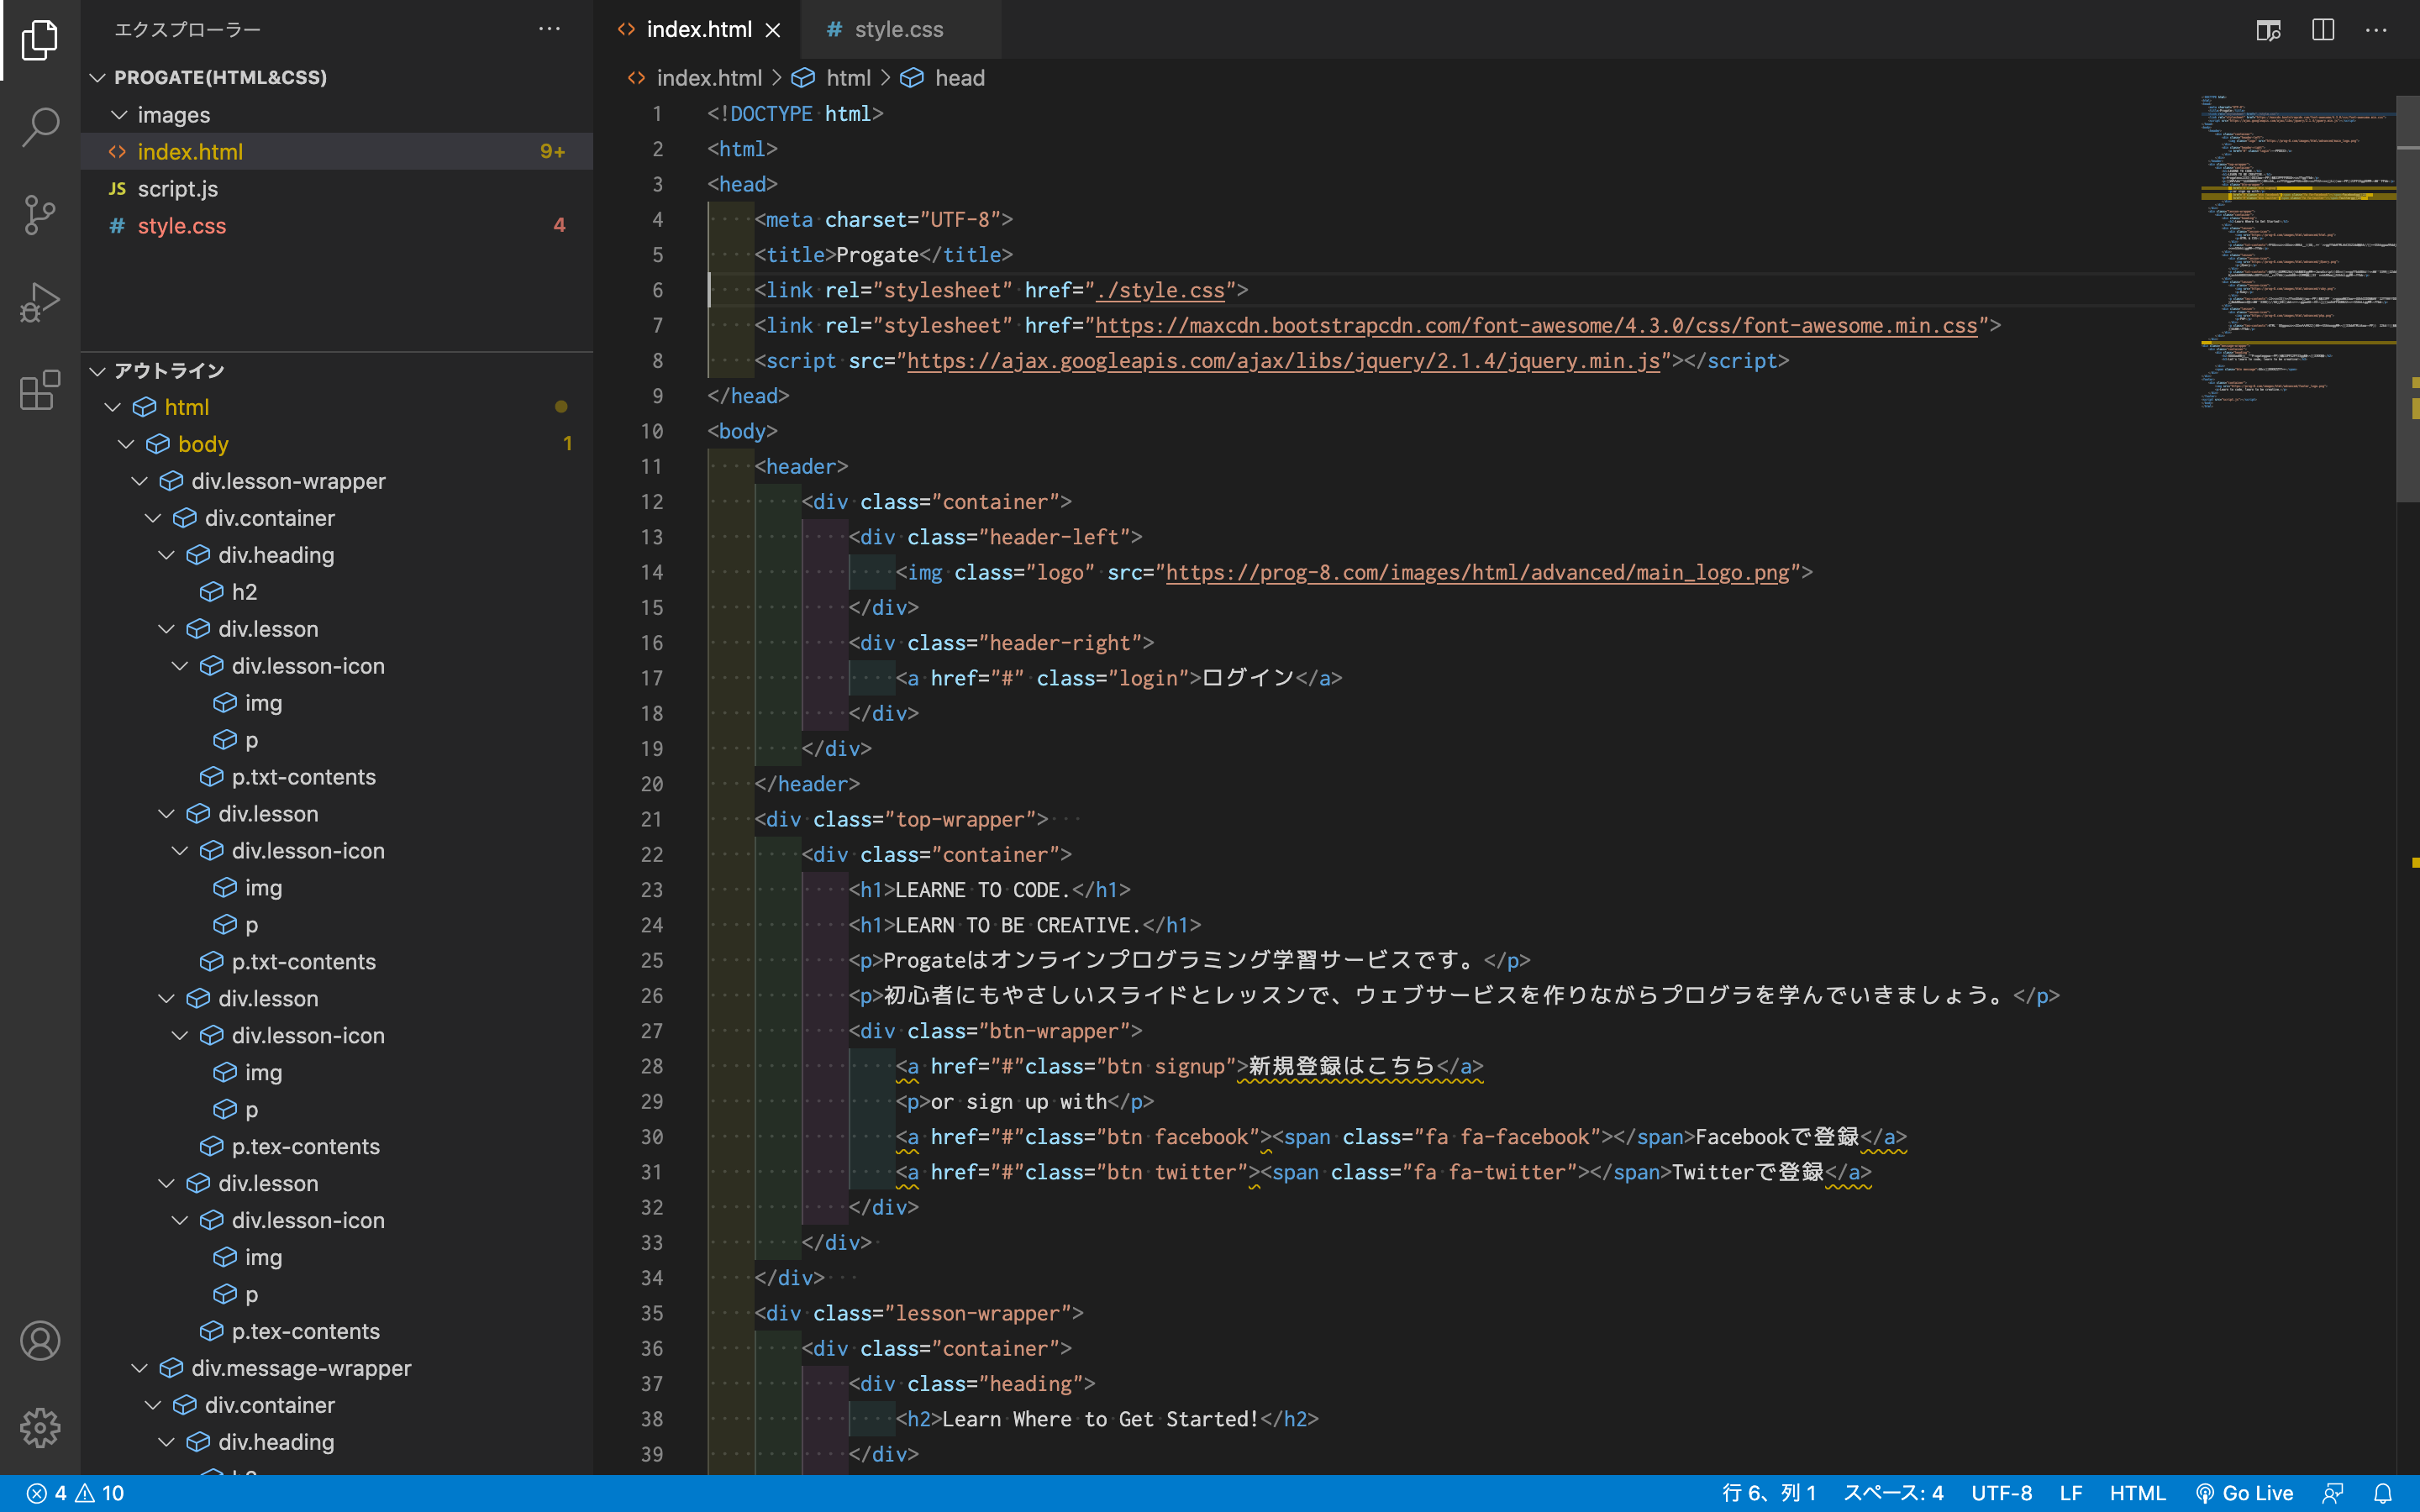 エクスプローラー
PROGATE(HTML&CSS)
images
index.html 9+
JS script.js
# style.css 4
アウトライン
html
body 1
div.lesson-wrapper
div.container
div.heading
h2
div.lesson
div.lesson-icon
img
p
p.txt-contents
div.lesson
div.lesson-icon
img
p
p.txt-contents
div.lesson
div.lesson-icon
img
p
p.tex-contents
div.lesson
div.lesson-icon
img
p
p.tex-contents
div.message-wrapper
div.container
div.heading
index.html
# style.css
index.html > html > head
1 <!DOCTYPE html>
2 <html>
3 <head>
4 <meta charset="UTF-8">
5 <title>Progate</title>
6 <link rel="stylesheet" href="./style.css">
7 <link rel="stylesheet" href="https://maxcdn.bootstrapcdn.com/font-awesome/4.3.0/css/font-awesome.min.css">
8 <script src="https://ajax.googleapis.com/ajax/libs/jquery/2.1.4/jquery.min.js"></script>
9 </head>
10 <body>
11 <header>
12 <div class="container">
13 <div class="header-left">
14 <img class="logo" src="https://prog-8.com/images/html/advanced/main_logo.png">
15 </div>
16 <div class="header-right">
17 <a href="#" class="login">ログイン</a>
18 </div>
19 </div>
20 </header>
21 <div class="top-wrapper">
22 <div class="container">
23 <h1>LEARNE TO CODE.</h1>
24 <h1>LEARN TO BE CREATIVE.</h1>
25 <p>Progateはオンラインプログラミング学習サービスです。</p>
26 <p>初心者にもやさしいスライドとレッスンで、ウェブサービスを作りながらプログラを学んでいきましょう。</p>
27 <div class="btn-wrapper">
28 <a href="#"class="btn signup">新規登録はこちら</a>
29 <p>or sign up with</p>
30 <a href="#"class="btn facebook"><span class="fa fa-facebook"></span>Facebookで登録</a>
31 <a href="#"class="btn twitter"><span class="fa fa-twitter"></span>Twitterで登録</a>
32 </div>
33 </div>
34 </div>
35 <div class="lesson-wrapper">
36 <div class="container">
37 <div class="heading">
38 <h2>Learn Where to Get Started!</h2>
39 </div>
4 10
行 6、列 1 スペース: 4 UTF-8 LF HTML Go Live